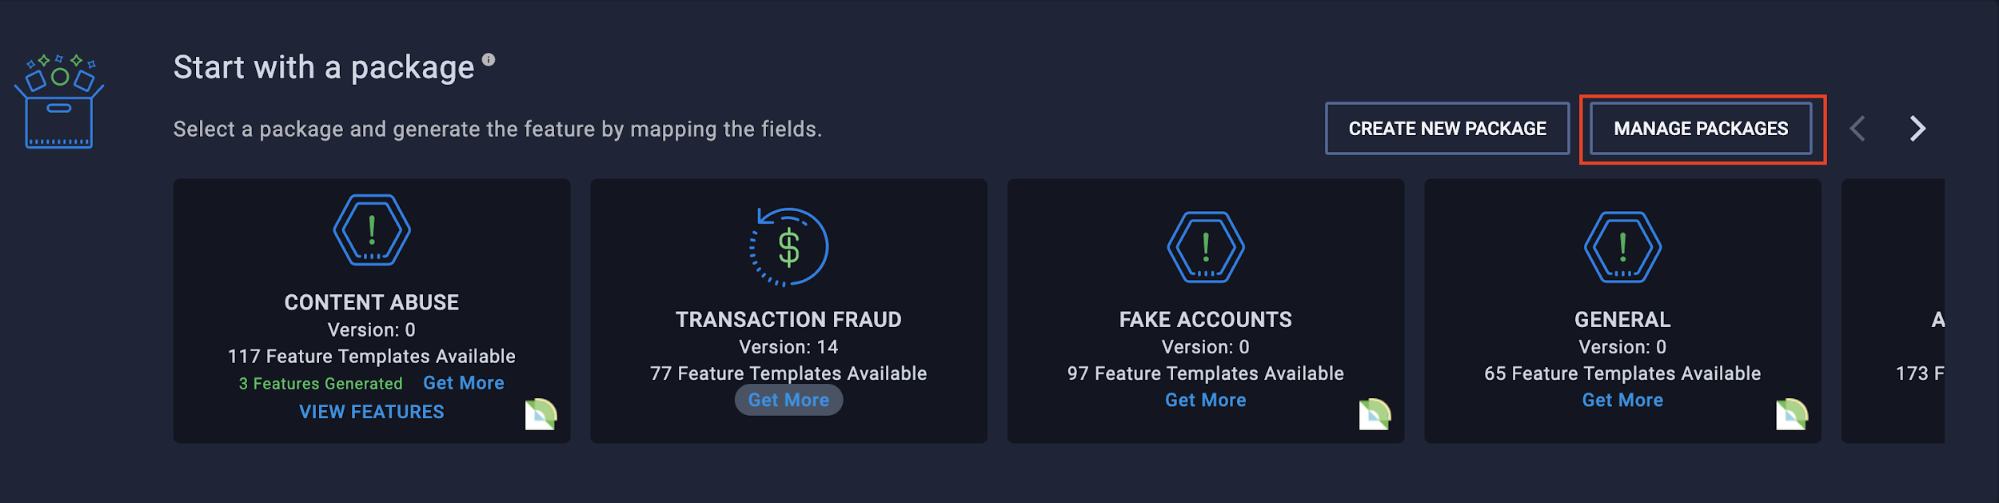 Start with a package
Select a package and generate the feature by mapping the fields.
CREATE NEW PACKAGE
MANAGE PACKAGES
CONTENT ABUSE
Version: 0
117 Feature Templates Available
3 Features Generated Get More
VIEW FEATURES
TRANSACTION FRAUD
Version: 14
77 Feature Templates Available
Get More
FAKE ACCOUNTS
Version: 0
97 Feature Templates Available
Get More
GENERAL
Version: 0
65 Feature Templates Available
Get More
A
173 F